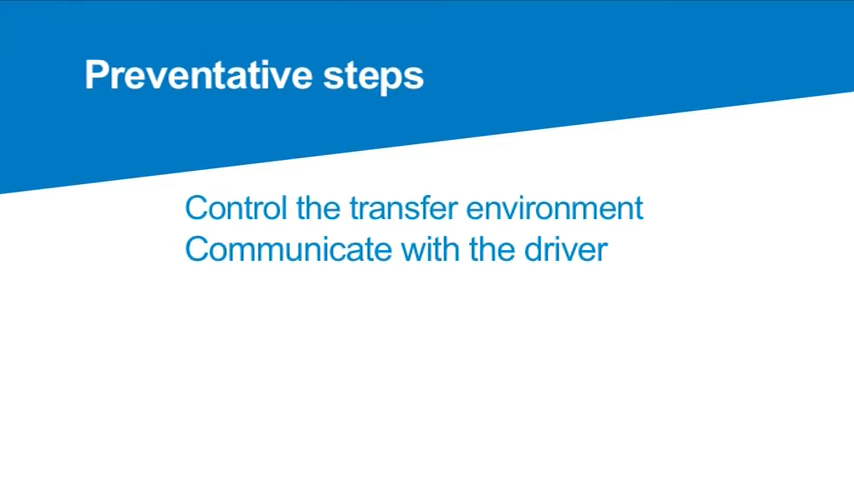 Preventative steps
Control the transfer environment
Communicate with the driver